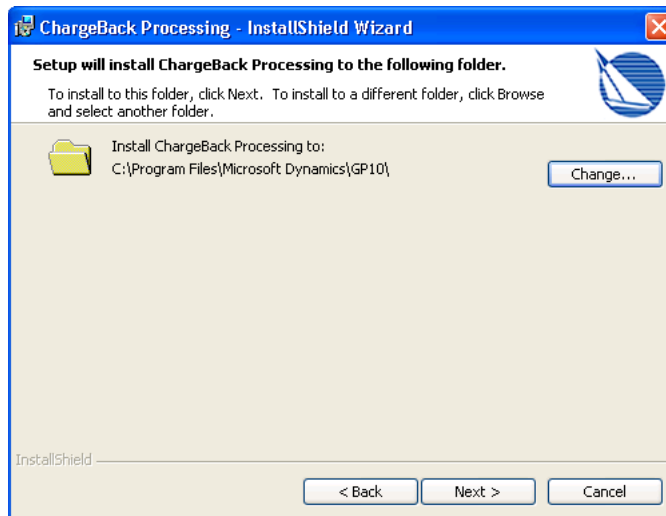 ChargeBack Processing - InstallShield Wizard
Setup will install ChargeBack Processing to the following folder.
To install to this folder, click Next. To install to a different folder, click Browse
and select another folder.
Install ChargeBack Processing to:
C:\Program Files\Microsoft Dynamics\GP10\
Change...
InstallShield
< Back
Next >
Cancel